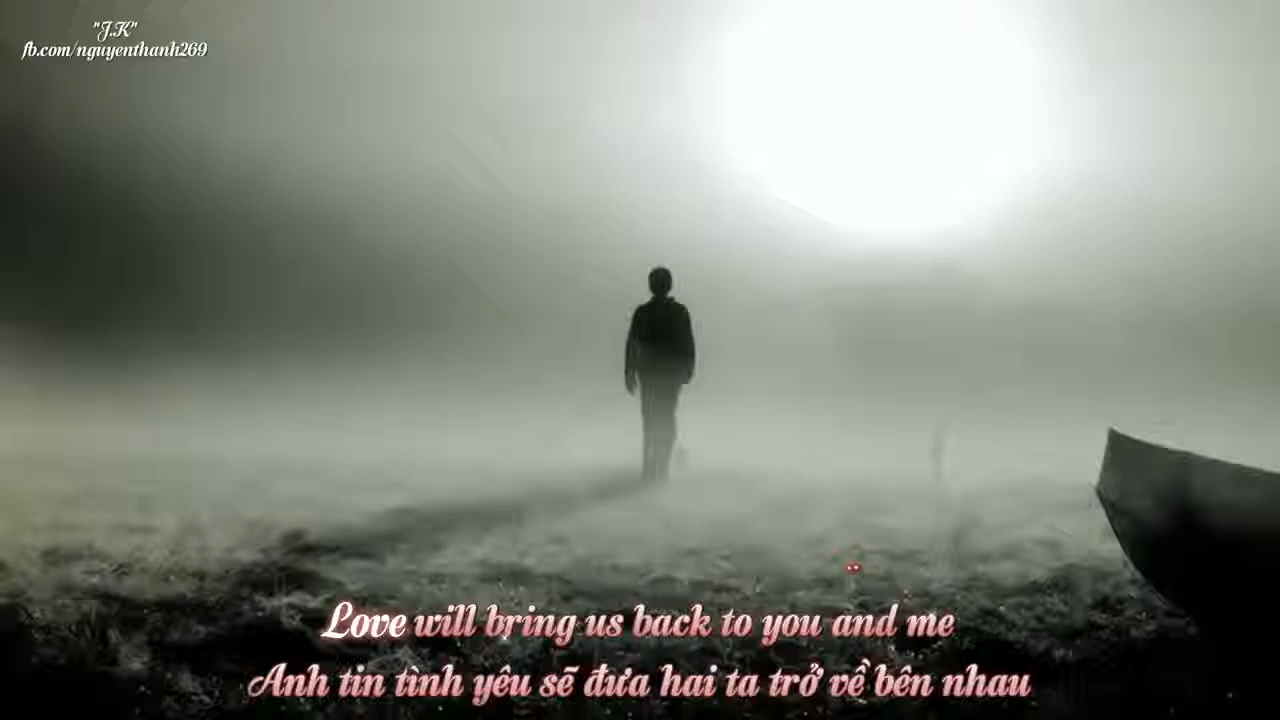 "J.K"
fb.com/nguyenthanh269
Love will bring us back to you and me
Anh tin tình yêu sẽ đưa hai ta trở về bên nhau